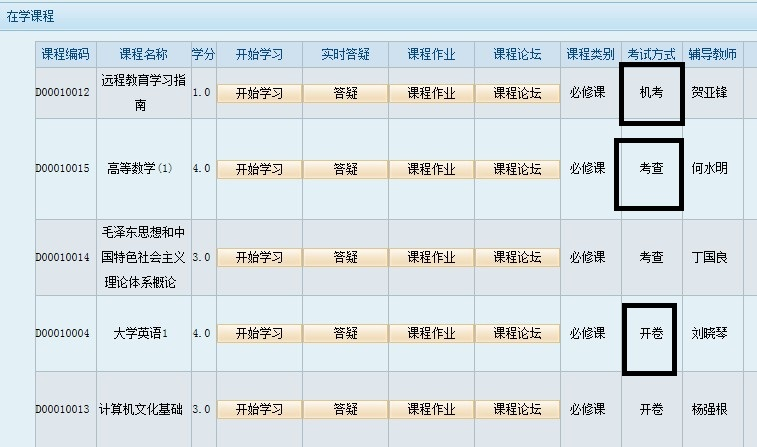 在学课程
课程编码 课程名称 学分 开始学习 实时答疑 课程作业 课程论坛 课程类别 考试方式 辅导教师
D00010012 远程教育学习指南 1.0 开始学习 答疑 课程作业 课程论坛 必修课 机考 贺亚锋
D00010015 高等数学(1) 4.0 开始学习 答疑 课程作业 课程论坛 必修课 考查 何水明
D00010014 毛泽东思想和中国特色社会主义理论体系概论 3.0 开始学习 答疑 课程作业 课程论坛 必修课 考查 丁国良
D00010004 大学英语1 4.0 开始学习 答疑 课程作业 课程论坛 必修课 开卷 刘晓琴
D00010013 计算机文化基础 3.0 开始学习 答疑 课程作业 课程论坛 必修课 开卷 杨强根